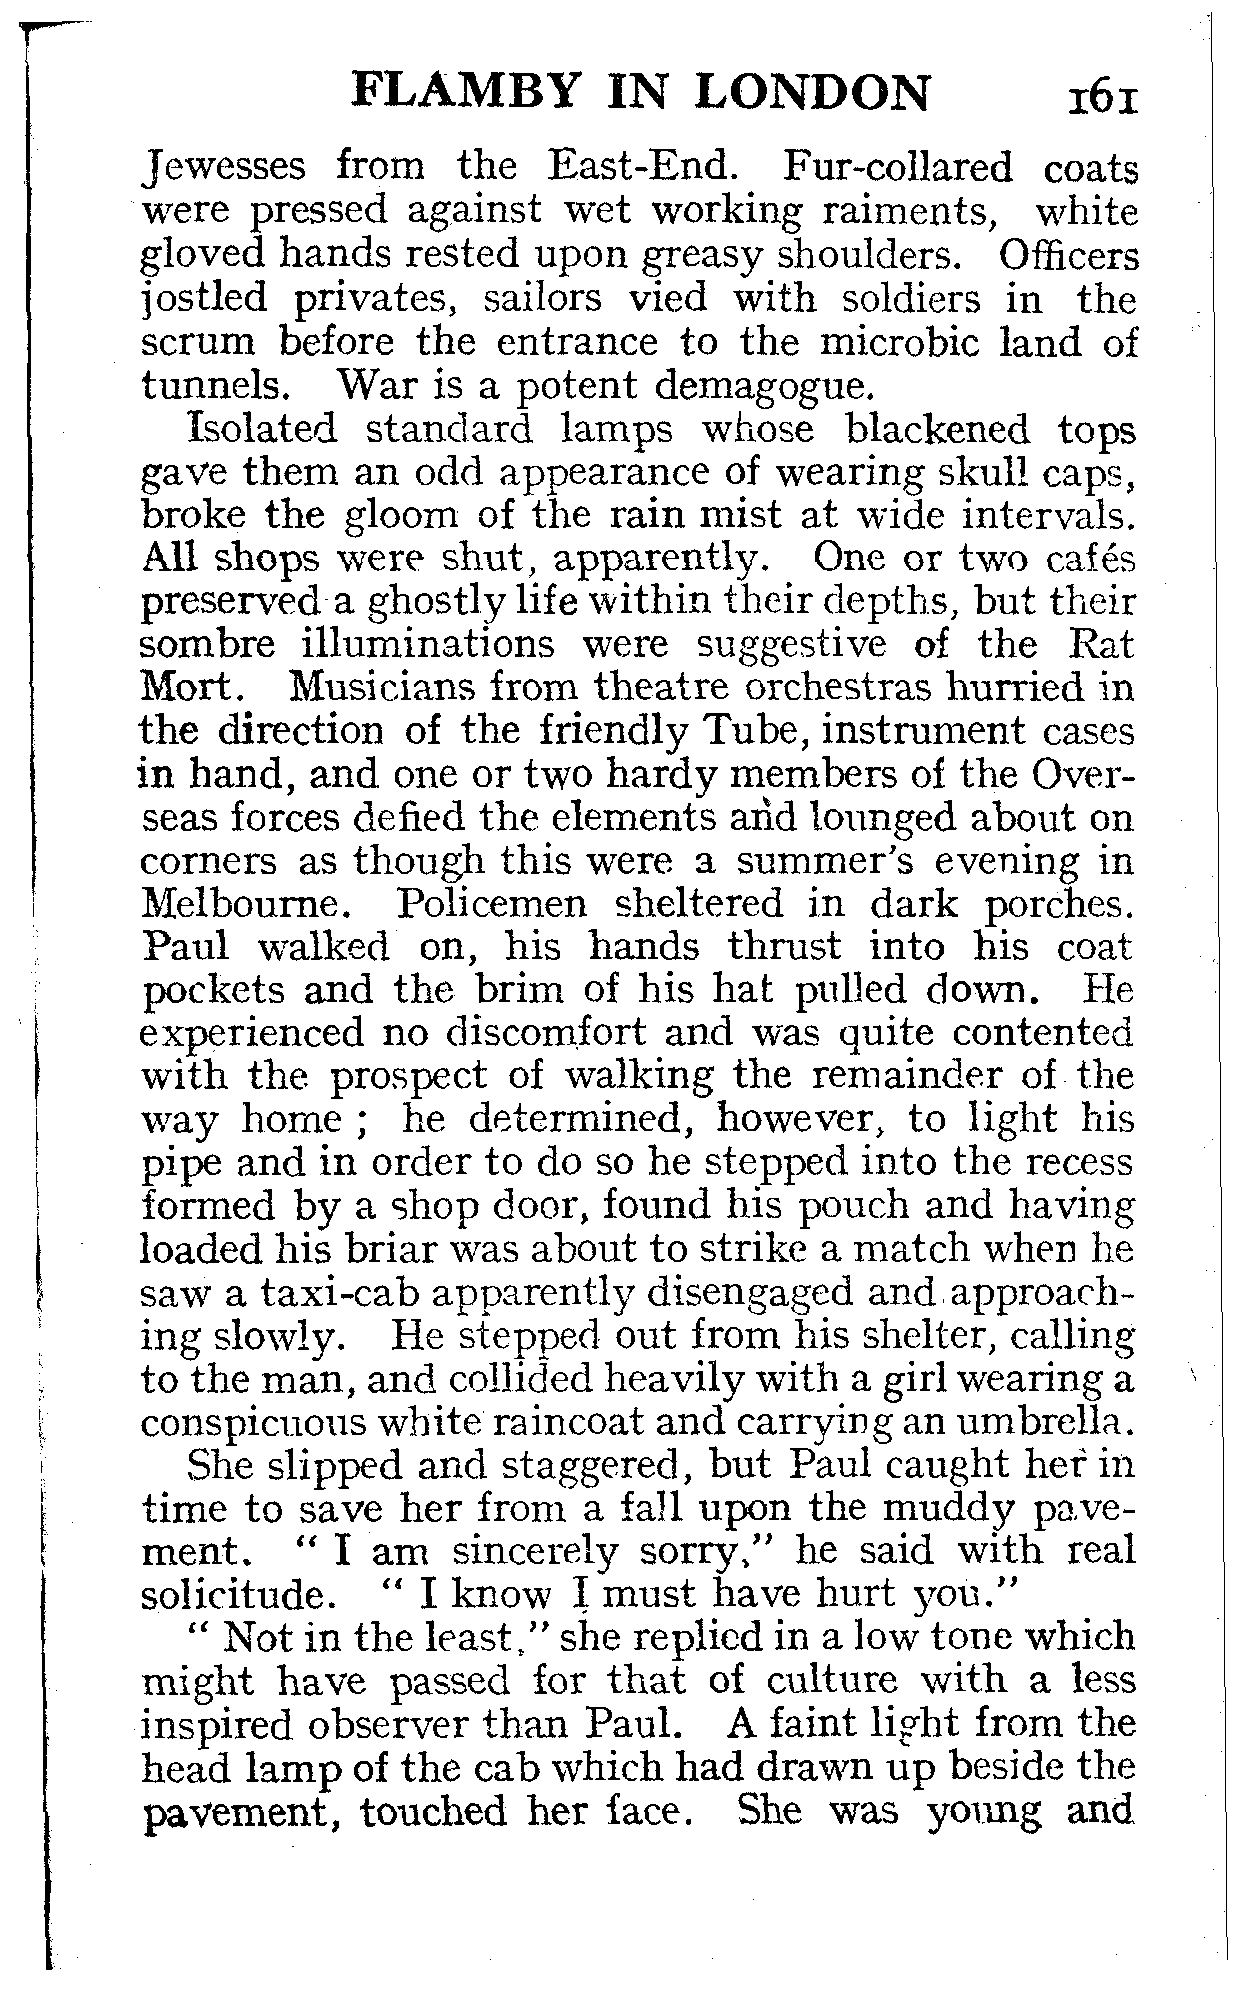 FLAMBY IN LONDON 161
Jewesses from the East-End. Fur-collared coats
were pressed against wet working raiments, white
gloved hands rested upon greasy shoulders. Officers
jostled privates, sailors vied with soldiers in the
scrum before the entrance to the microbic land of
tunnels. War is a potent demagogue.
Isolated standard lamps whose blackened tops
gave them an odd appearance of wearing skull caps,
broke the gloom of the rain mist at wide intervals.
All shops were shut, apparently. One or two cafés
preserved a ghostly life within their depths, but their
sombre illuminations were suggestive of the Rat
Mort. Musicians from theatre orchestras hurried in
the direction of the friendly Tube, instrument cases
in hand, and one or two hardy members of the Over-
seas forces defied the elements and lounged about on
corners as though this were a summer's evening in
Melbourne. Policemen sheltered in dark porches.
Paul walked on, his hands thrust into his coat
pockets and the brim of his hat pulled down. He
experienced no discomfort and was quite contented
with the prospect of walking the remainder of the
way home ; he determined, however, to light his
pipe and in order to do so he stepped into the recess
formed by a shop door, found his pouch and having
loaded his briar was about to strike a match when he
saw a taxi-cab apparently disengaged and approach-
ing slowly. He stepped out from his shelter, calling
to the man, and collided heavily with a girl wearing a
conspicuous white raincoat and carrying an umbrella.
She slipped and staggered, but Paul caught her in
time to save her from a fall upon the muddy pave-
ment. " I am sincerely sorry," he said with real
solicitude. " I know I must have hurt you."
" Not in the least," she replied in a low tone which
might have passed for that of culture with a less
inspired observer than Paul. A faint light from the
head lamp of the cab which had drawn up beside the
pavement, touched her face. She was young and